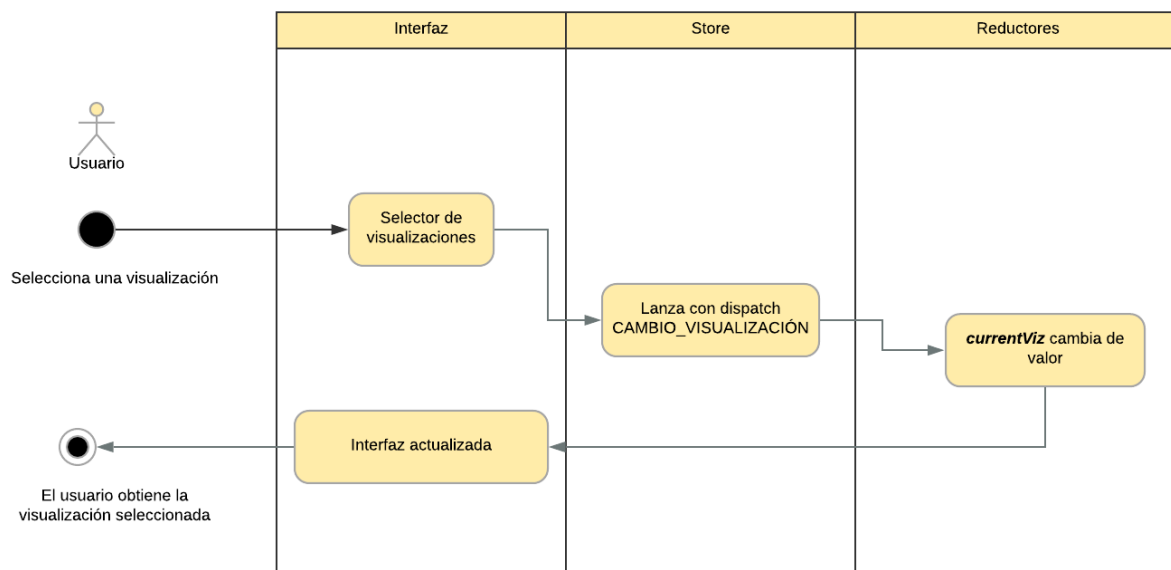 Interfaz
Store
Reductores
Usuario
Selector de
visualizaciones
Selecciona una visualización
Lanza con dispatch
CAMBIO_VISUALIZACIÓN
currentViz cambia de
valor
Interfaz actualizada
El usuario obtiene la
visualización seleccionada